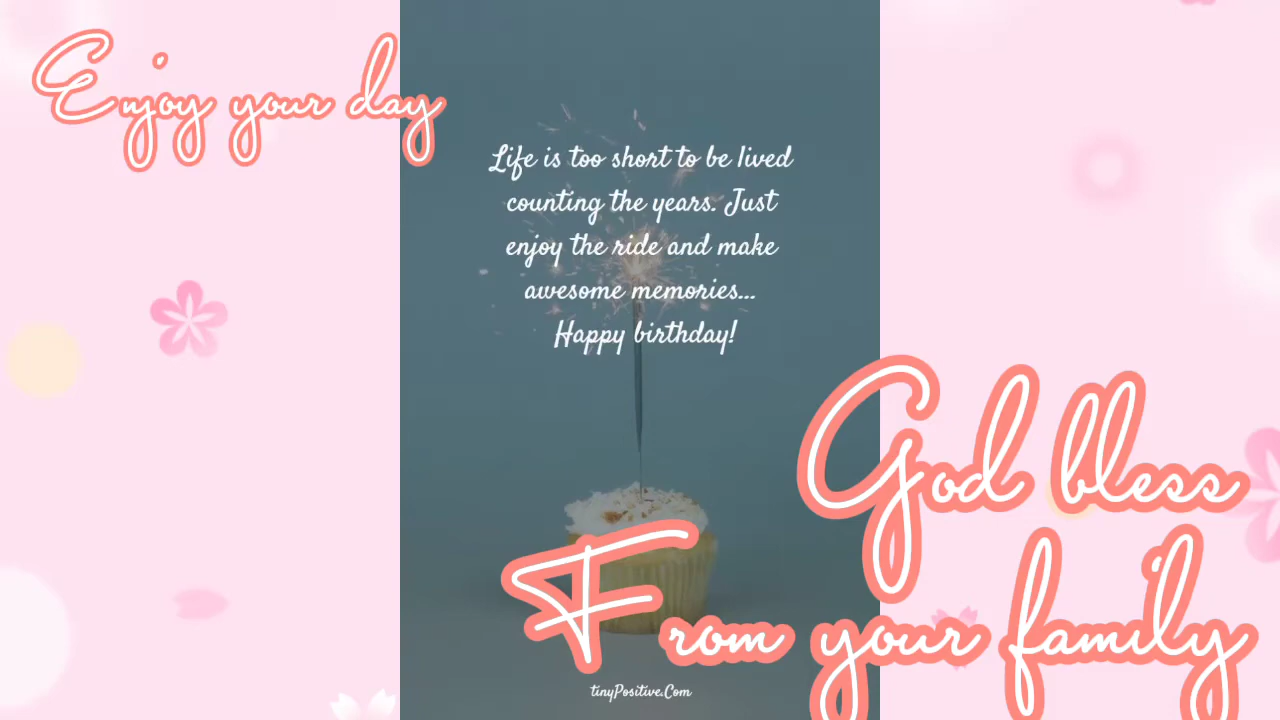 Enjoy your day
Life is too short to be lived
counting the years. Just
enjoy the ride and make
awesome memories...
Happy birthday!
God bless
From your family
tinyPositive.Com